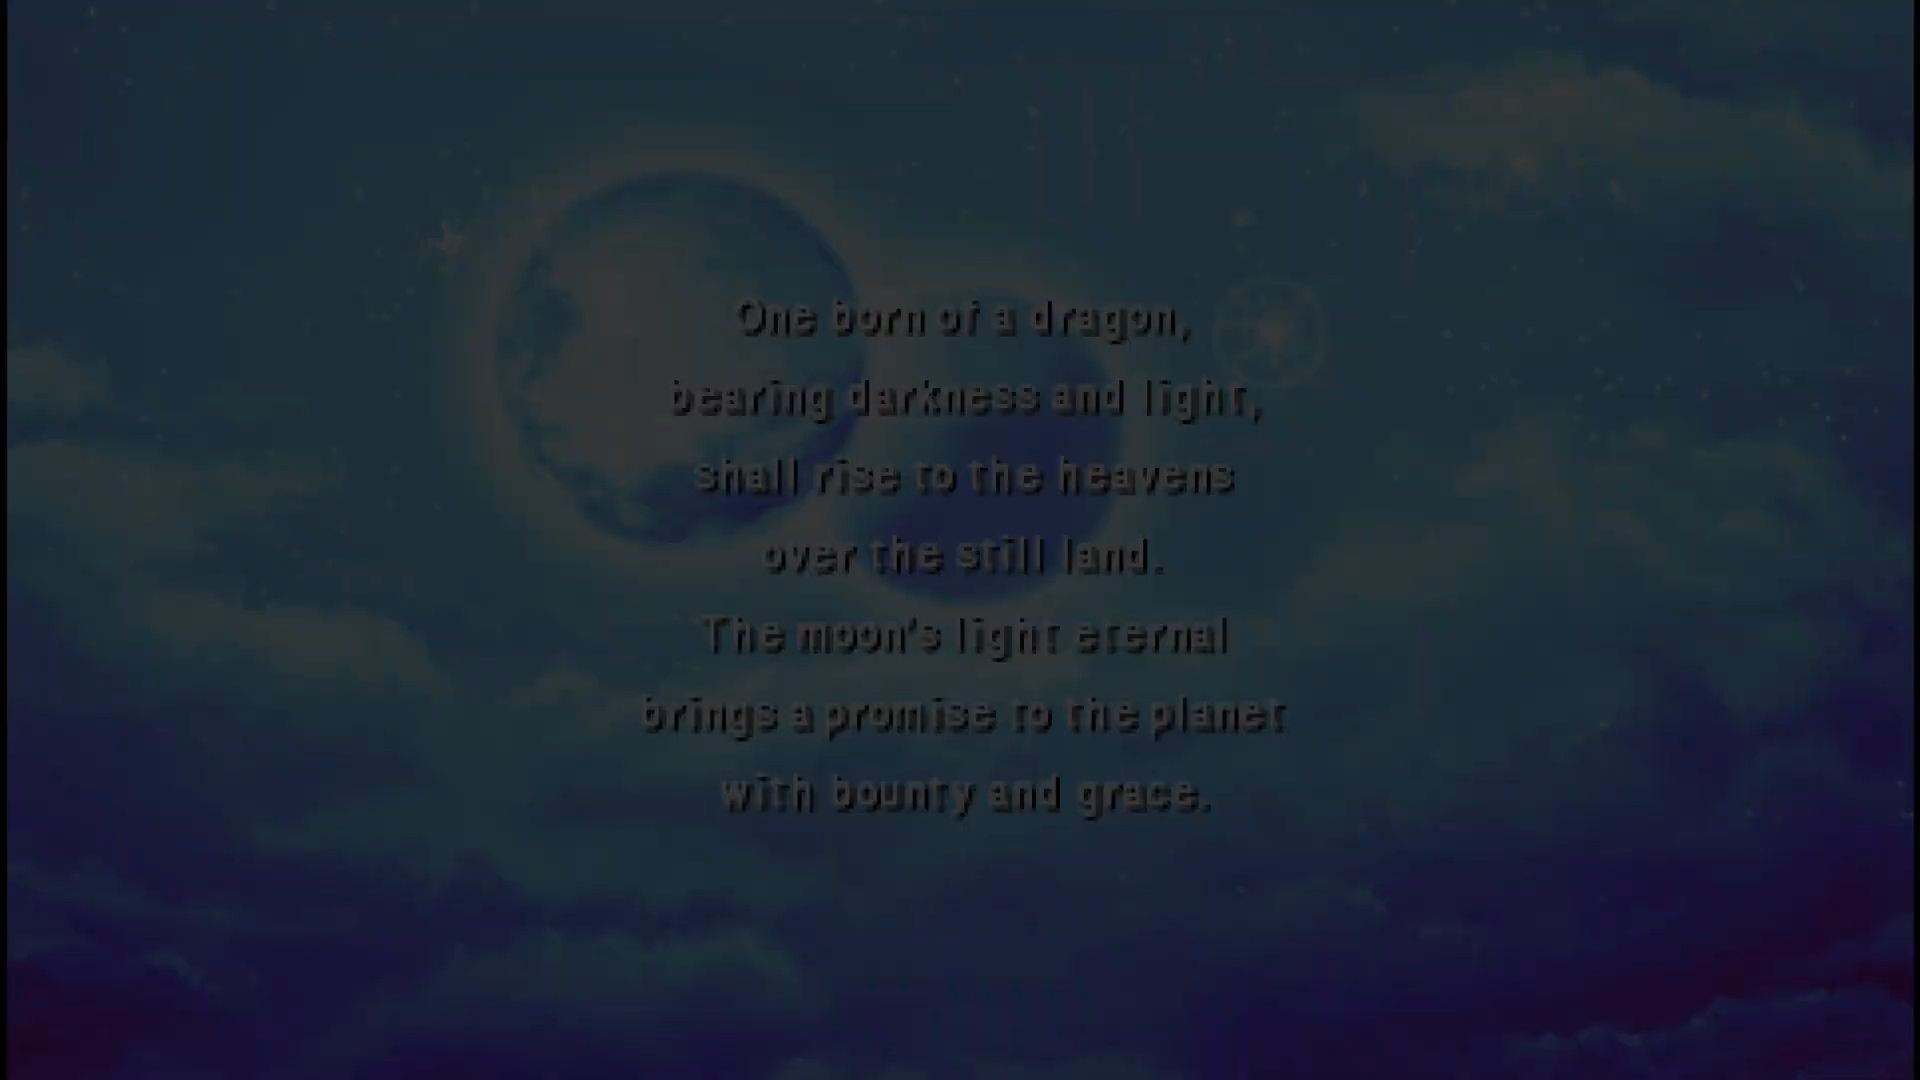 One born of a dragon,
bearing darkness and light,
shall rise to the heavens
over the still land.
The moon's light eternal
brings a promise to the planet
with bounty and grace.